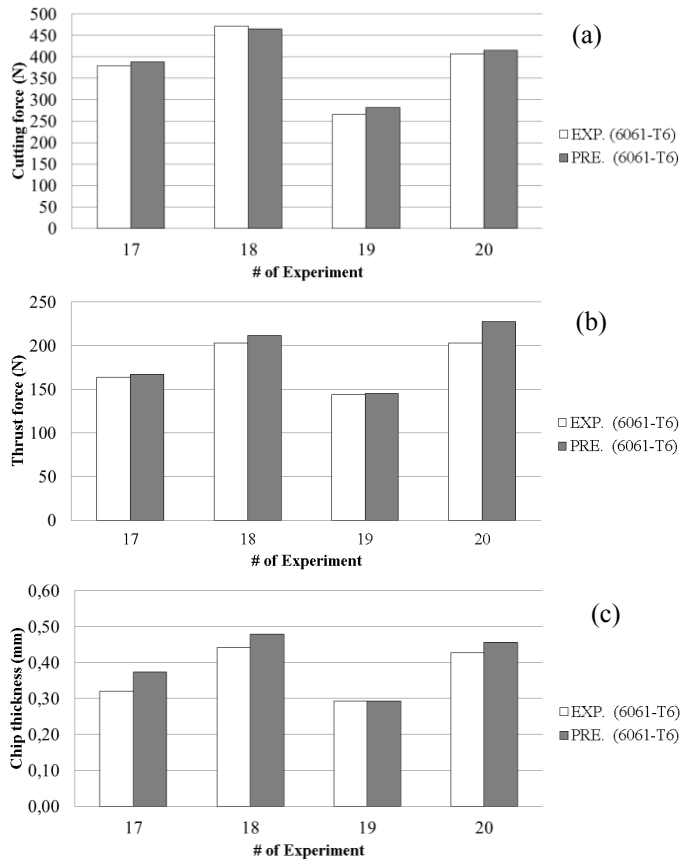 500
450
400
350
300
250
200
150
100
50
0
Cutting force (N)
17 18 19 20
# of Experiment
(a)
EXP. (6061-T6)
PRE. (6061-T6)
250
200
150
100
50
0
Thrust force (N)
17 18 19 20
# of Experiment
(b)
EXP. (6061-T6)
PRE. (6061-T6)
0,60
0,50
0,40
0,30
0,20
0,10
0,00
Chip thickness (mm)
17 18 19 20
# of Experiment
(c)
EXP. (6061-T6)
PRE. (6061-T6)